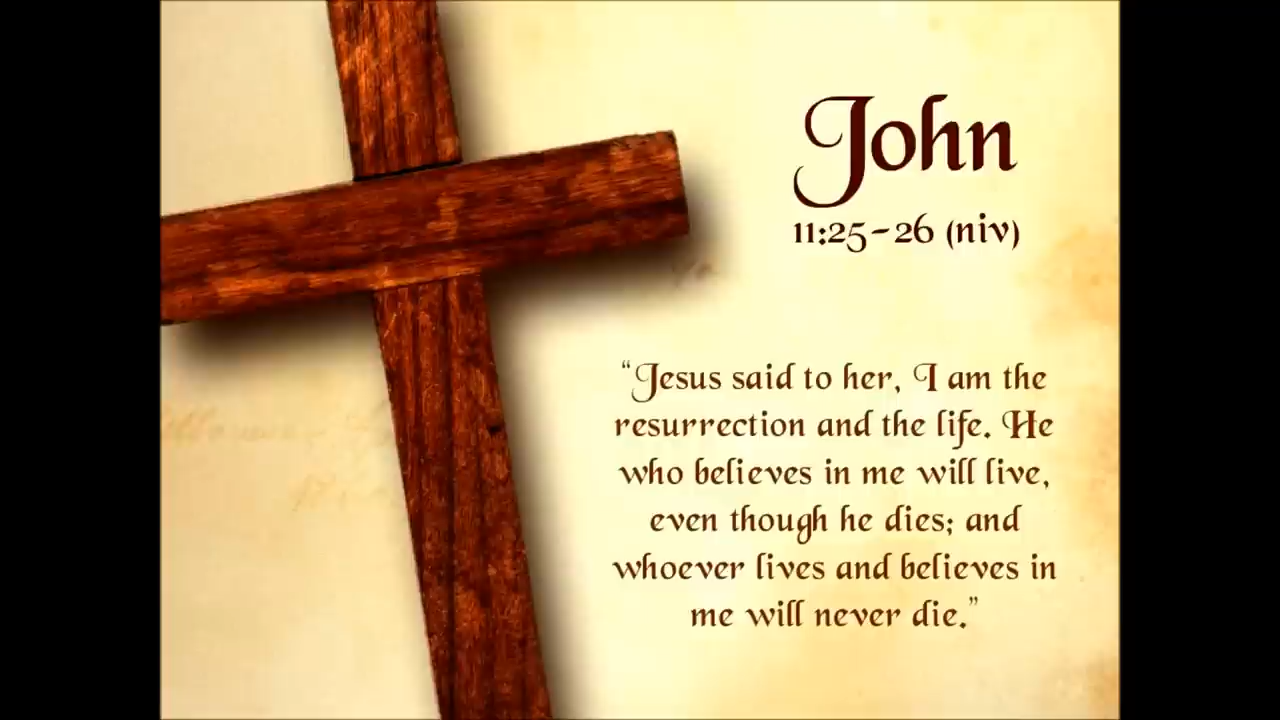 John
11:25-26 (niv)
“Jesus said to her, I am the
resurrection and the life. He
who believes in me will live,
even though he dies; and
whoever lives and believes in
me will never die.”